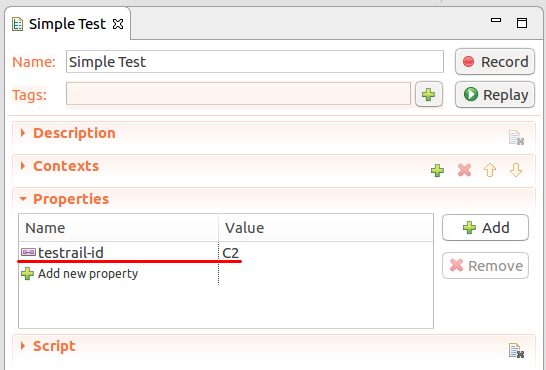 Simple Test
Name: Simple Test Record
Tags: Replay
Description
Contexts
Properties
Name Value Add
testrail-id C2 Remove
Add new property
Script